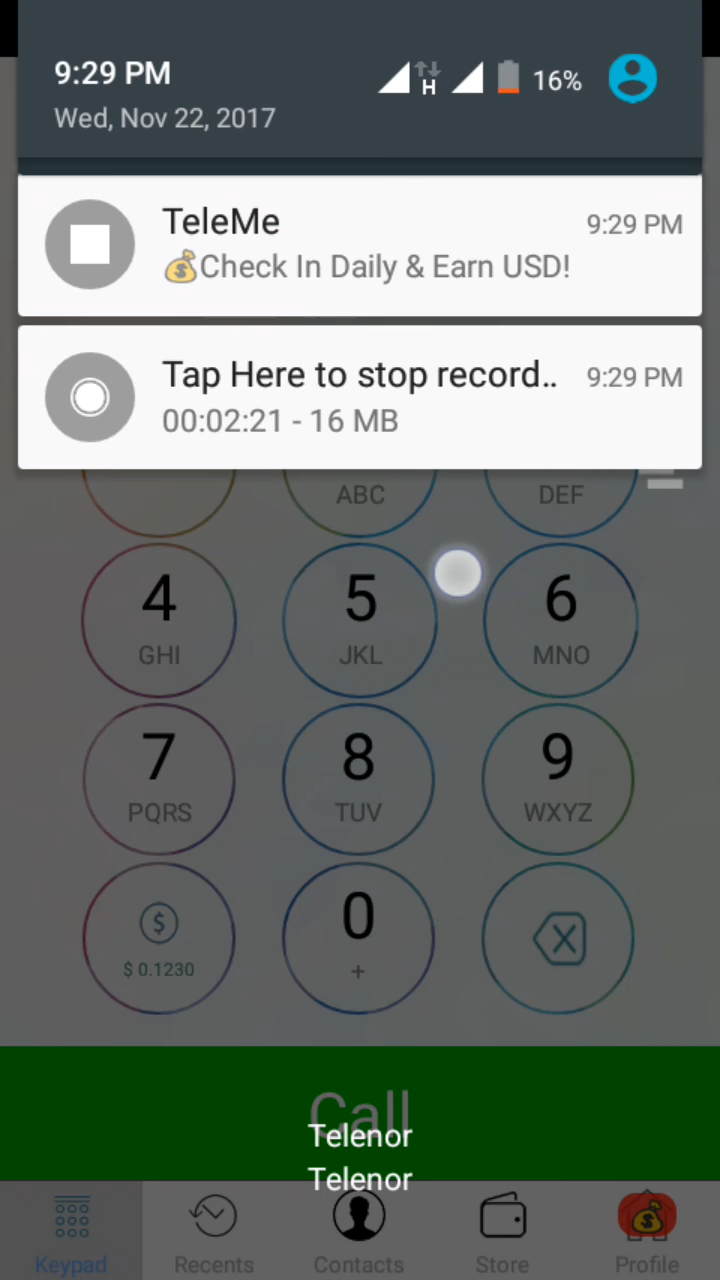 9:29 PM
H
16%
Wed, Nov 22, 2017
TeleMe
9:29 PM
💰Check In Daily & Earn USD!
Tap Here to stop record..
9:29 PM
00:02:21 - 16 MB
ABC
DEF
4
5
6
GHI
JKL
MNO
7
8
9
PQRS
TUV
WXYZ
$
0
$ 0.1230
+
Call
Telenor
Telenor
$
Keypad
Recents
Contacts
Store
Profile